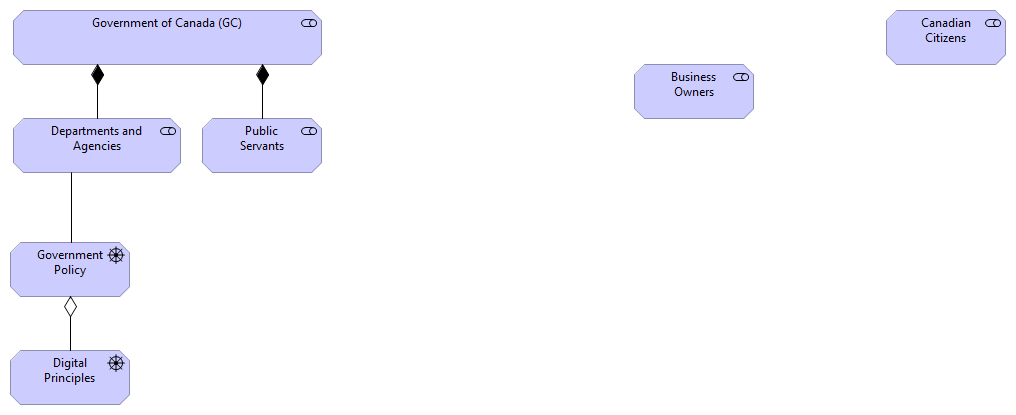 Government of Canada (GC)
Canadian
Citizens
Business
Owners
Departments and
Agencies
Public
Servants
Government
Policy
Digital
Principles